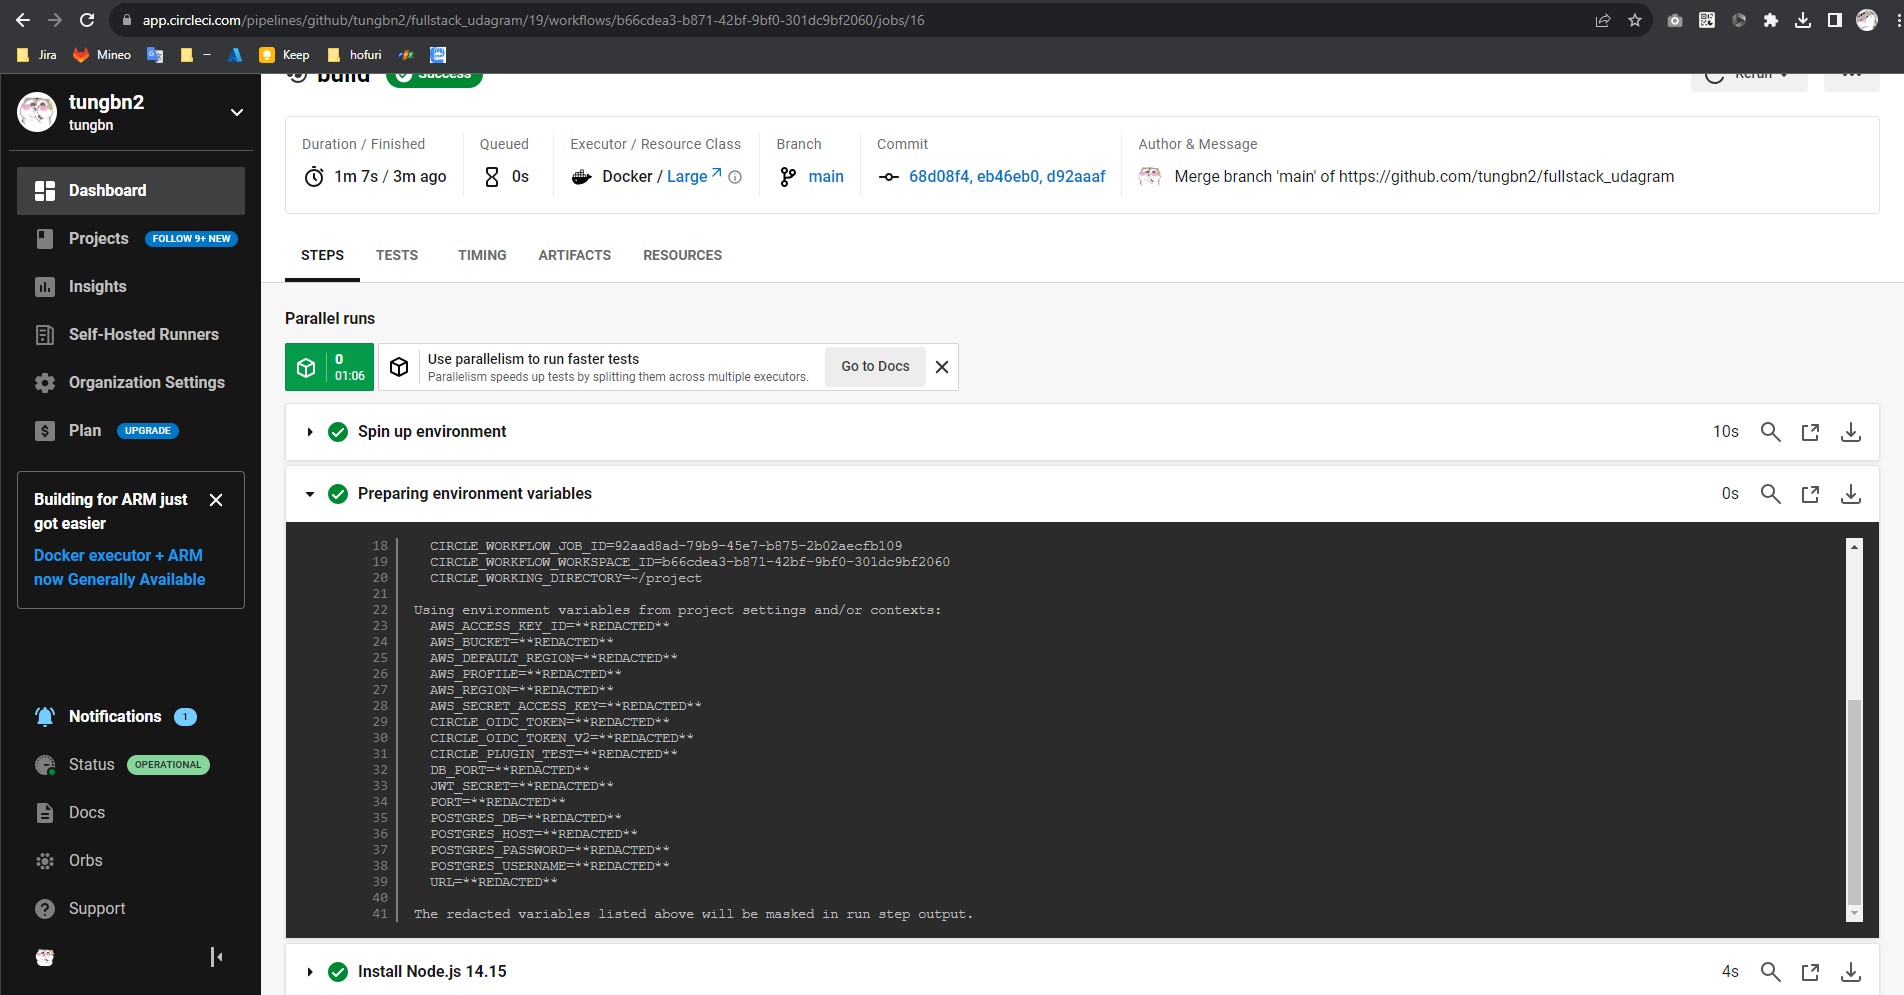 app.circleci.com/pipelines/github/tungbn2/fullstack_udagram/19/workflows/b66cdea3-b871-42bf-9bf0-301dc9bf2060/jobs/16
Jira Mineo – Keep hofuri
tungbn2
tungbn
Dashboard
Projects FOLLOW 9+ NEW
Insights
Self-Hosted Runners
Organization Settings
Plan UPGRADE
Building for ARM just got easier
Docker executor + ARM now Generally Available
Notifications 1
Status OPERATIONAL
Docs
Orbs
Support
build Success Rerun
Duration / Finished Queued Executor / Resource Class Branch Commit Author & Message
1m 7s / 3m ago 0s Docker / Large main 68d08f4, eb46eb0, d92aaaf Merge branch 'main' of https://github.com/tungbn2/fullstack_udagram
STEPS TESTS TIMING ARTIFACTS RESOURCES
Parallel runs
0
01:06
Use parallelism to run faster tests
Parallelism speeds up tests by splitting them across multiple executors.
Go to Docs
Spin up environment 10s
Preparing environment variables 0s
18 CIRCLE_WORKFLOW_JOB_ID=92aad8ad-79b9-45e7-b875-2b02aecfb109
19 CIRCLE_WORKFLOW_WORKSPACE_ID=b66cdea3-b871-42bf-9bf0-301dc9bf2060
20 CIRCLE_WORKING_DIRECTORY=~/project
21
22 Using environment variables from project settings and/or contexts:
23 AWS_ACCESS_KEY_ID=**REDACTED**
24 AWS_BUCKET=**REDACTED**
25 AWS_DEFAULT_REGION=**REDACTED**
26 AWS_PROFILE=**REDACTED**
27 AWS_REGION=**REDACTED**
28 AWS_SECRET_ACCESS_KEY=**REDACTED**
29 CIRCLE_OIDC_TOKEN=**REDACTED**
30 CIRCLE_OIDC_TOKEN_V2=**REDACTED**
31 CIRCLE_PLUGIN_TEST=**REDACTED**
32 DB_PORT=**REDACTED**
33 JWT_SECRET=**REDACTED**
34 PORT=**REDACTED**
35 POSTGRES_DB=**REDACTED**
36 POSTGRES_HOST=**REDACTED**
37 POSTGRES_PASSWORD=**REDACTED**
38 POSTGRES_USERNAME=**REDACTED**
39 URL=**REDACTED**
40
41 The redacted variables listed above will be masked in run step output.
Install Node.js 14.15 4s